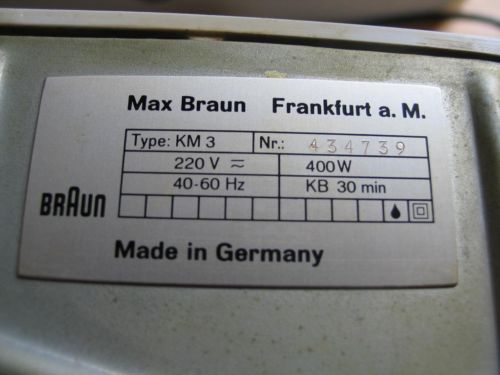 Max Braun Frankfurt a. M.
Type: KM 3 Nr.: 434739
220 V ⎓ 400 W
40-60 Hz KB 30 min
BRAUN
Made in Germany